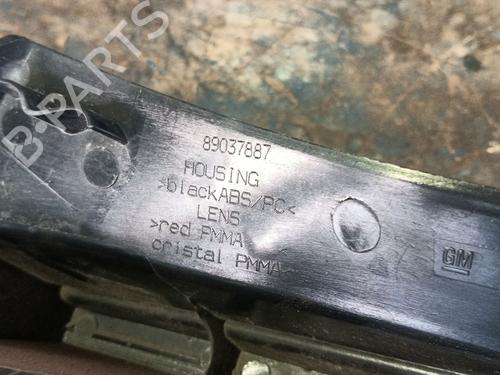 B-PARTS
89037887
HOUSING
>blackABS/PC<
LENS
>red PMMA
cristal PMMA<
GM